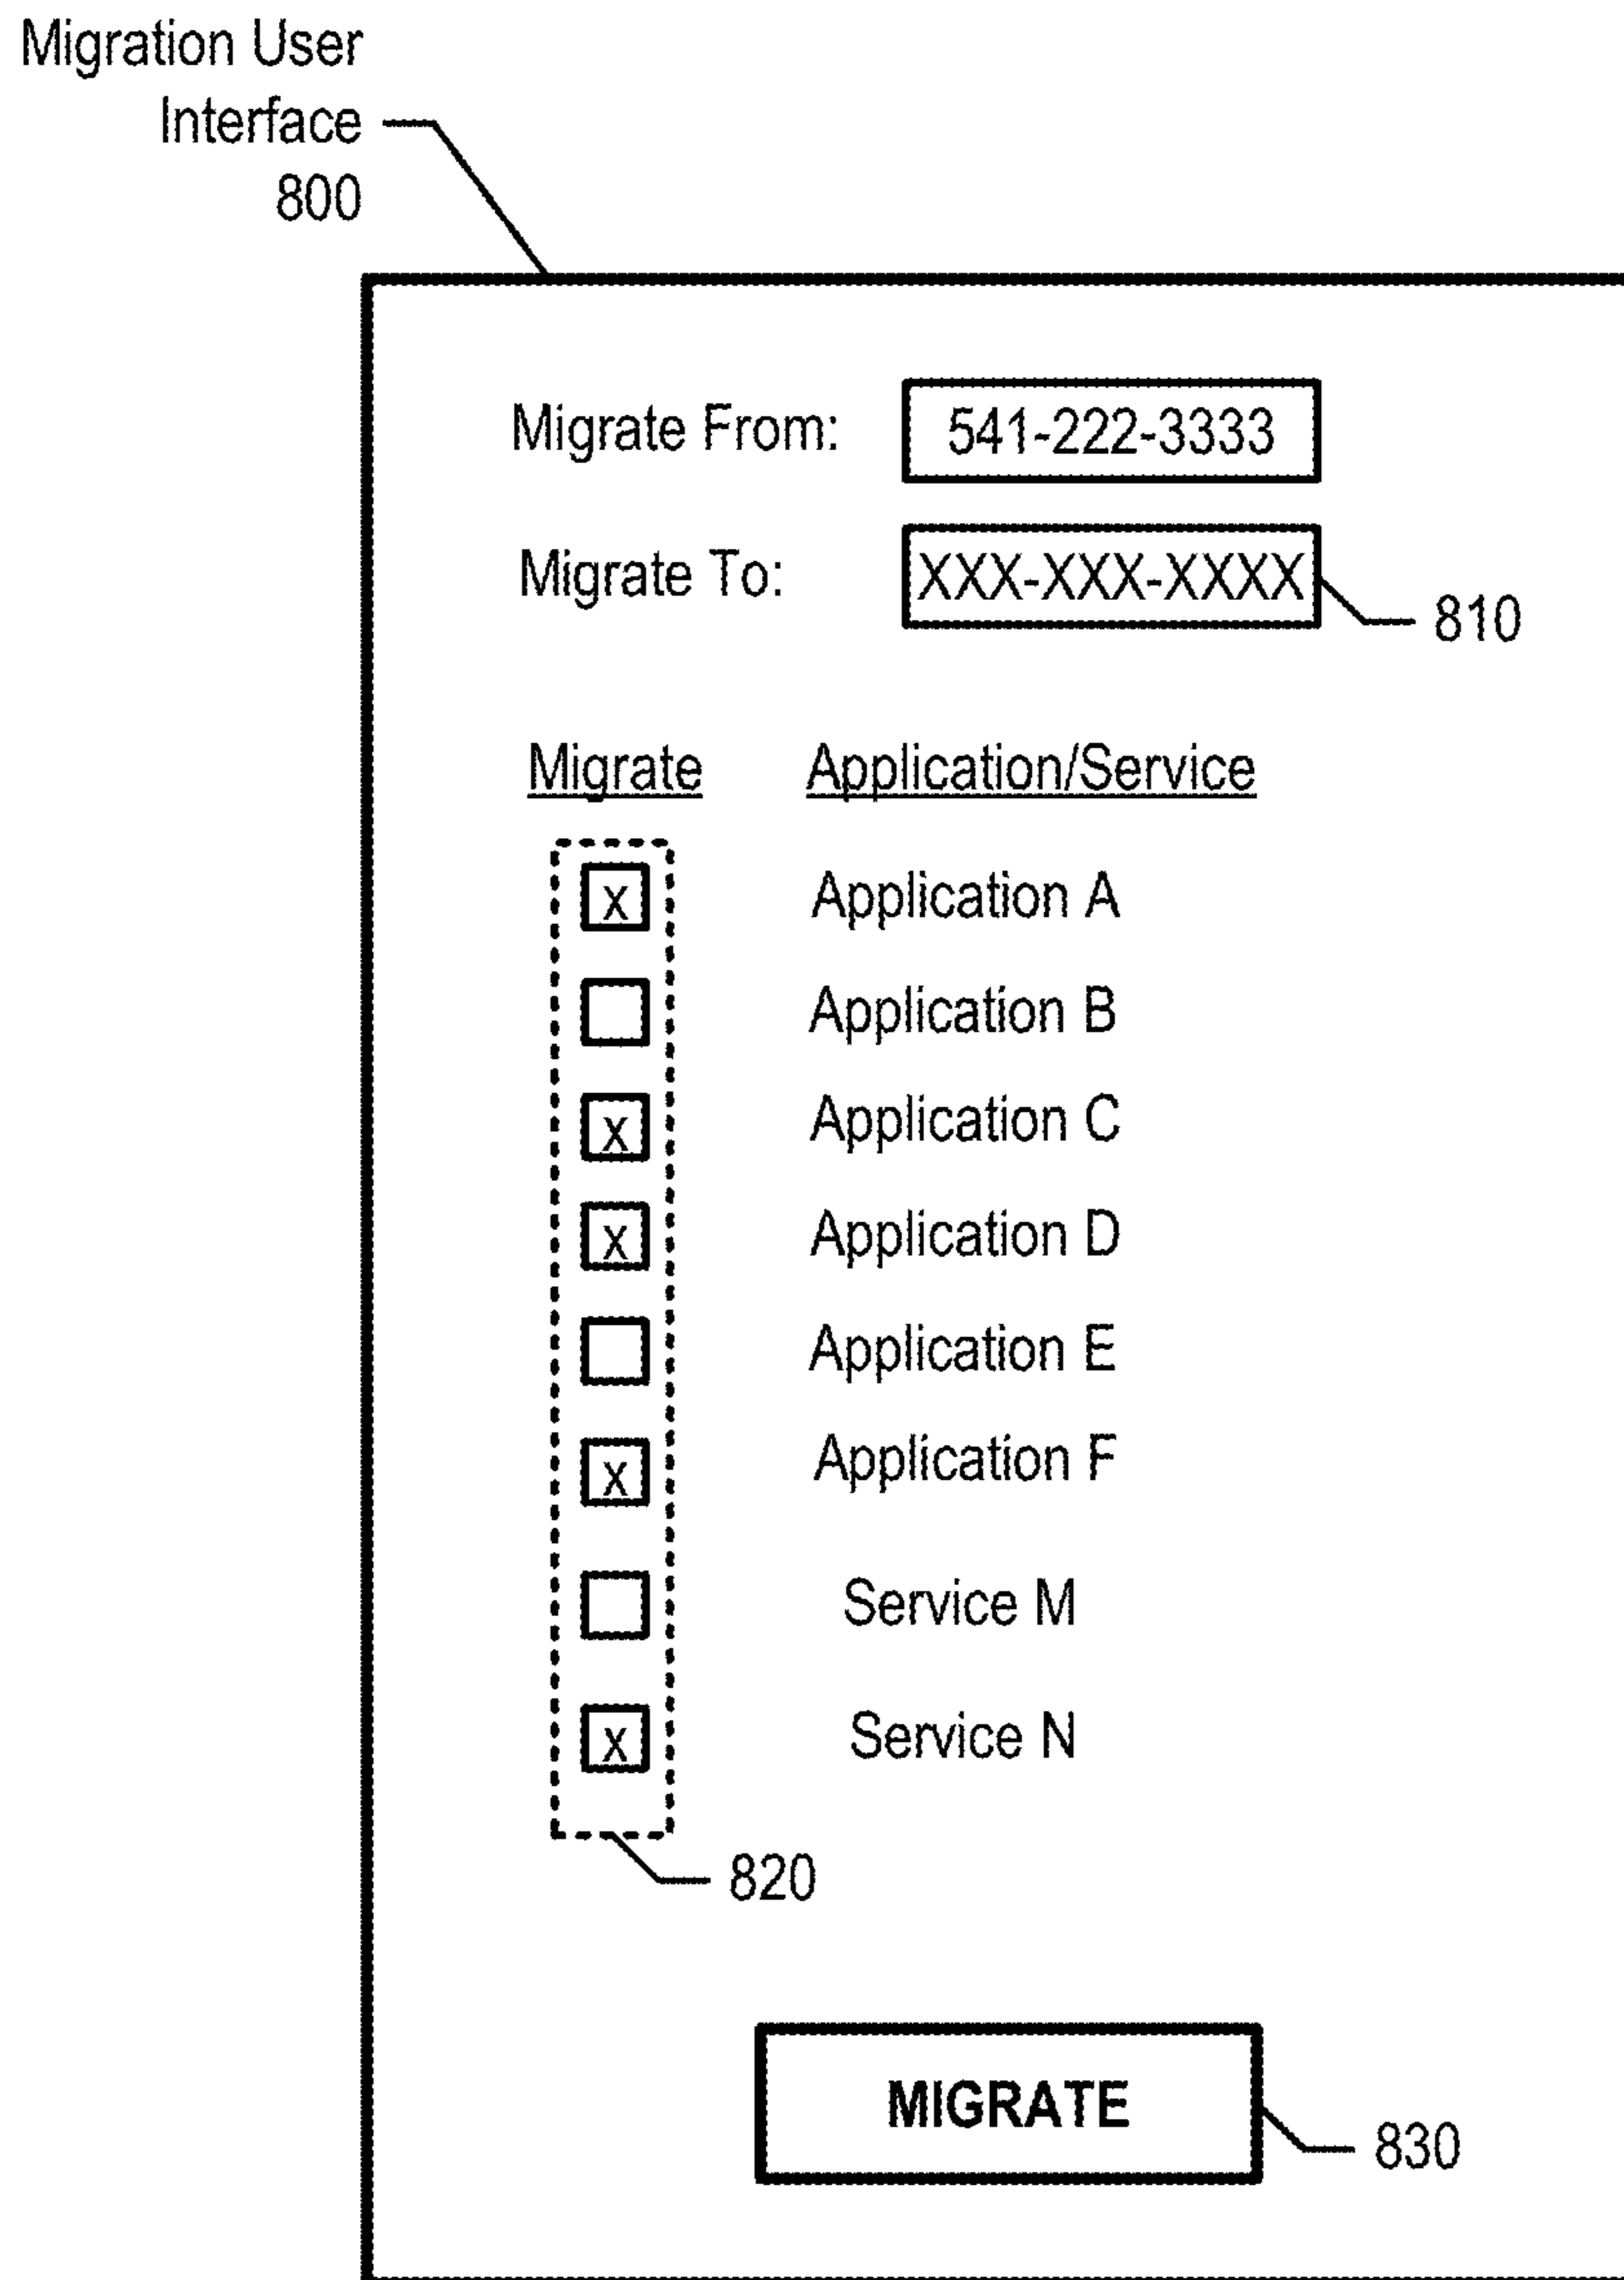 Migration User
Interface
800
Migrate From: 541-222-3333
Migrate To: XXX-XXX-XXXX
810
Migrate Application/Service
x Application A
Application B
x Application C
x Application D
Application E
x Application F
Service M
x Service N
820
MIGRATE
830